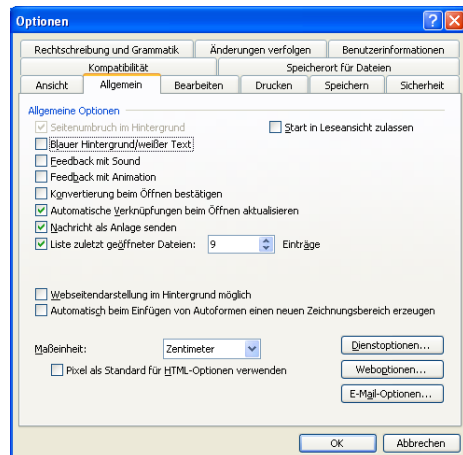 Optionen
Rechtschreibung und Grammatik Änderungen verfolgen Benutzerinformationen
Kompatibilität Speicherort für Dateien
Ansicht Allgemein Bearbeiten Drucken Speichern Sicherheit
Allgemeine Optionen
Seitenumbruch im Hintergrund Start in Leseansicht zulassen
Blauer Hintergrund/weißer Text
Feedback mit Sound
Feedback mit Animation
Konvertierung beim Öffnen bestätigen
Automatische Verknüpfungen beim Öffnen aktualisieren
Nachricht als Anlage senden
Liste zuletzt geöffneter Dateien: 9 Einträge
Webseitendarstellung im Hintergrund möglich
Automatisch beim Einfügen von Autoformen einen neuen Zeichnungsbereich erzeugen
Maßeinheit: Zentimeter Dienstoptionen...
Pixel als Standard für HTML-Optionen verwenden Weboptionen...
E-Mail-Optionen...
OK Abbrechen